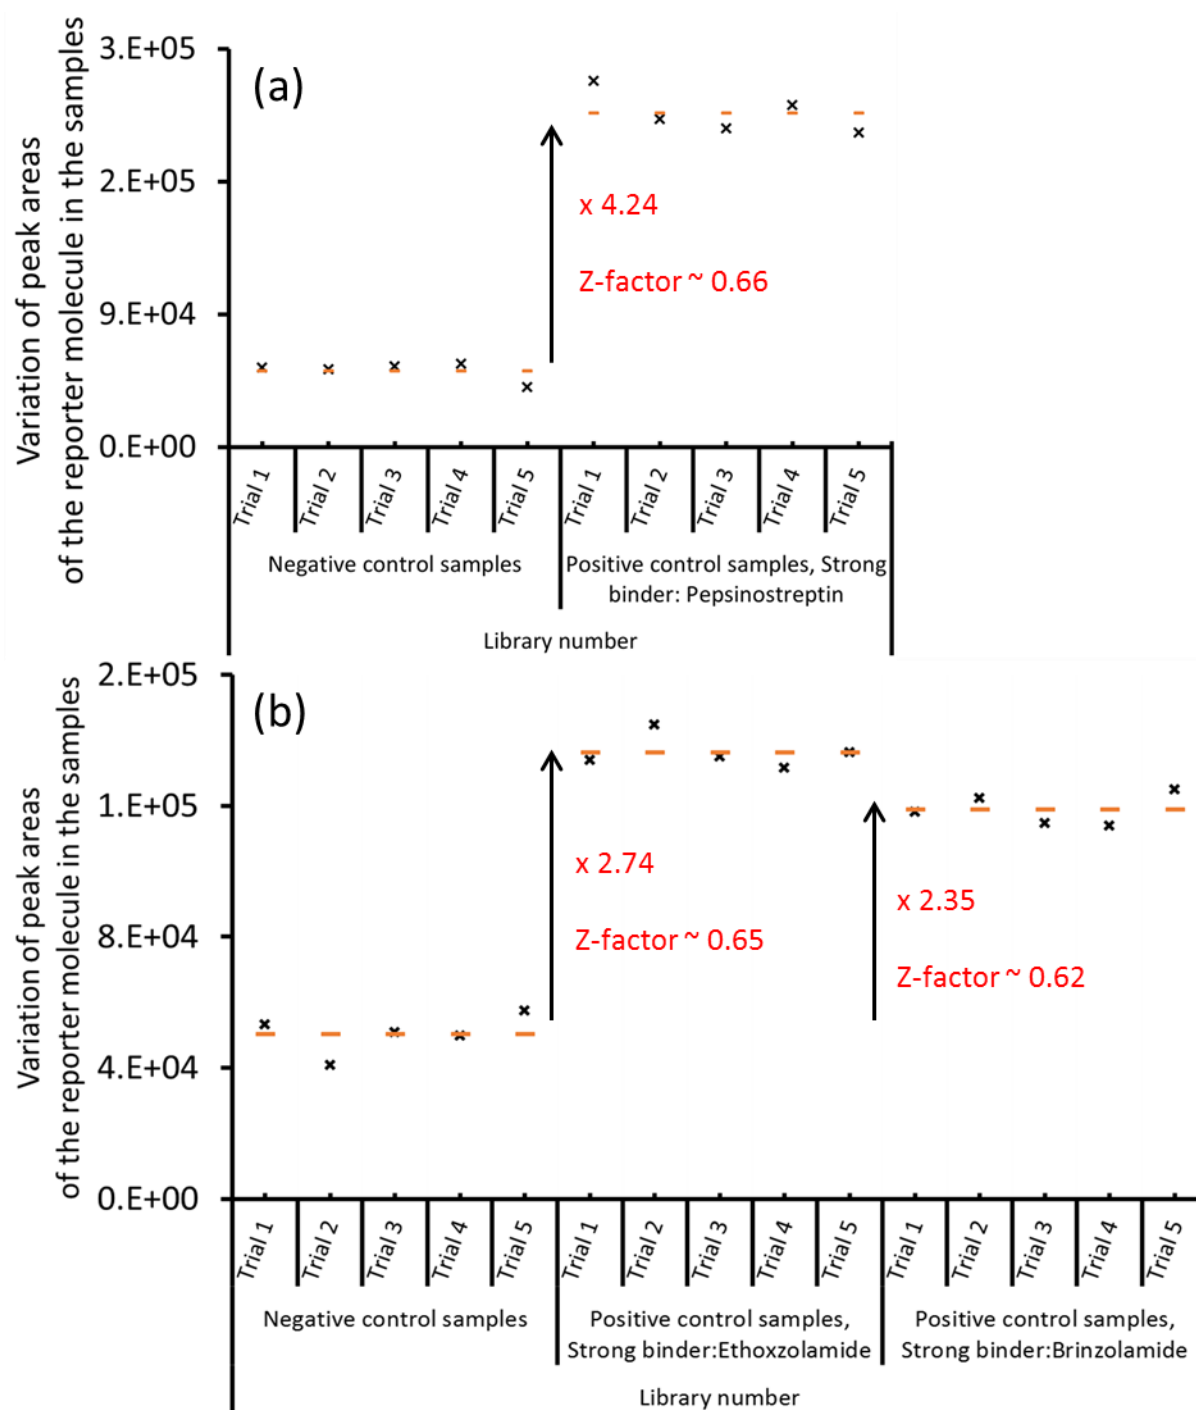 Variation of peak areas
of the reporter molecule in the samples
(a)
3.E+05
2.E+05
9.E+04
0.E+00
x 4.24
Z-factor ~ 0.66
Trial 1
Trial 2
Trial 3
Trial 4
Trial 5
Trial 1
Trial 2
Trial 3
Trial 4
Trial 5
Negative control samples
Positive control samples, Strong
binder: Pepsinostreptin
Library number
Variation of peak areas
of the reporter molecule in the samples
(b)
2.E+05
1.E+05
8.E+04
4.E+04
0.E+00
x 2.74
Z-factor ~ 0.65
x 2.35
Z-factor ~ 0.62
Trial 1
Trial 2
Trial 3
Trial 4
Trial 5
Trial 1
Trial 2
Trial 3
Trial 4
Trial 5
Trial 1
Trial 2
Trial 3
Trial 4
Trial 5
Negative control samples
Positive control samples,
Strong binder:Ethoxzolamide
Positive control samples,
Strong binder:Brinzolamide
Library number